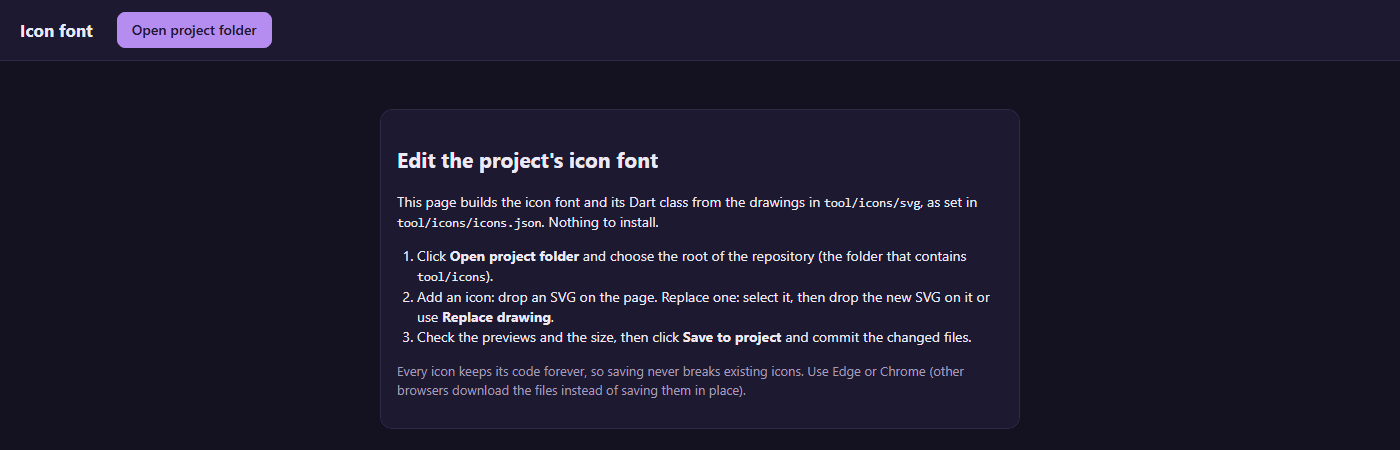 Icon font
Open project folder
Edit the project's icon font
This page builds the icon font and its Dart class from the drawings in tool/icons/svg, as set in
tool/icons/icons.json. Nothing to install.
1. Click Open project folder and choose the root of the repository (the folder that contains
tool/icons).
2. Add an icon: drop an SVG on the page. Replace one: select it, then drop the new SVG on it or
use Replace drawing.
3. Check the previews and the size, then click Save to project and commit the changed files.
Every icon keeps its code forever, so saving never breaks existing icons. Use Edge or Chrome (other
browsers download the files instead of saving them in place).